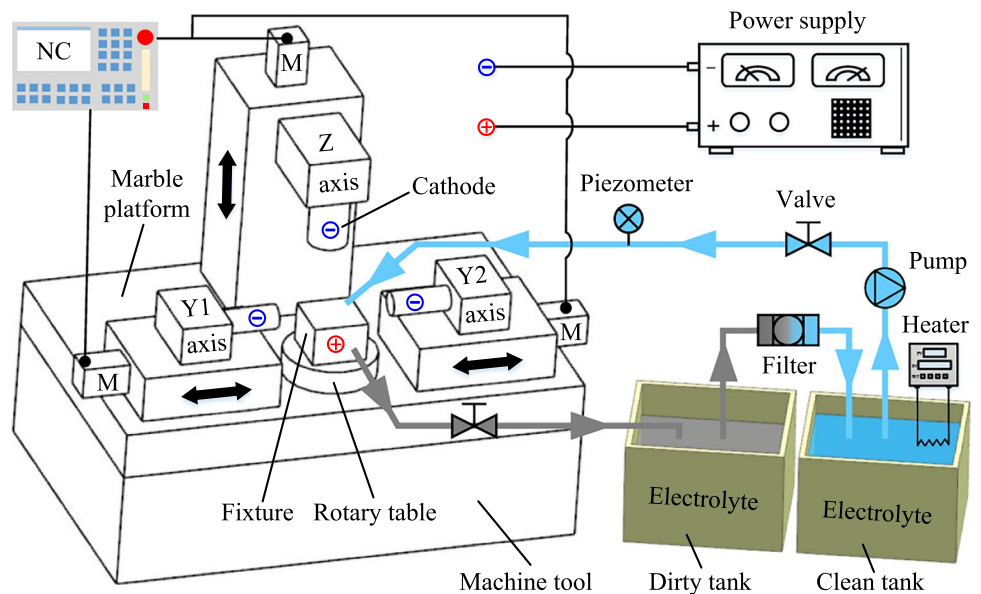 Power supply
NC
M
−
+
Z
axis
Marble
platform
Cathode
Piezometer
Valve
Pump
Y1
axis
Y2
axis
M
M
Heater
Filter
Electrolyte
Electrolyte
Fixture
Rotary table
Machine tool
Dirty tank
Clean tank